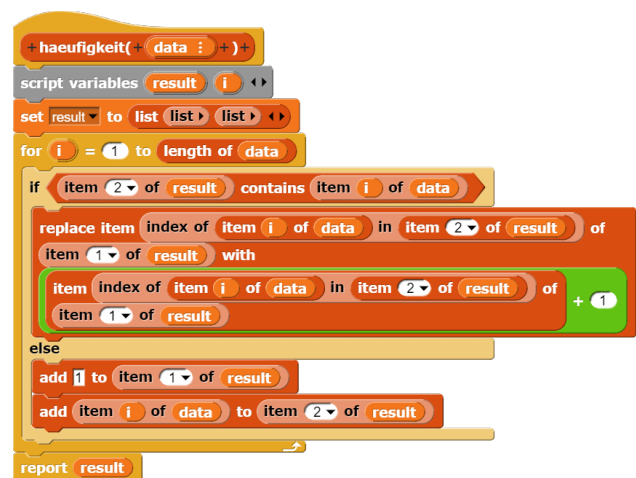 + haeufigkeit( + data ⋮ + ) +
script variables result i
set result to list list list
for i = 1 to length of data
if item 2 of result contains item i of data
replace item index of item i of data in item 2 of result of
item 1 of result with
item index of item i of data in item 2 of result of
item 1 of result
+ 1
else
add 1 to item 1 of result
add item i of data to item 2 of result
report result